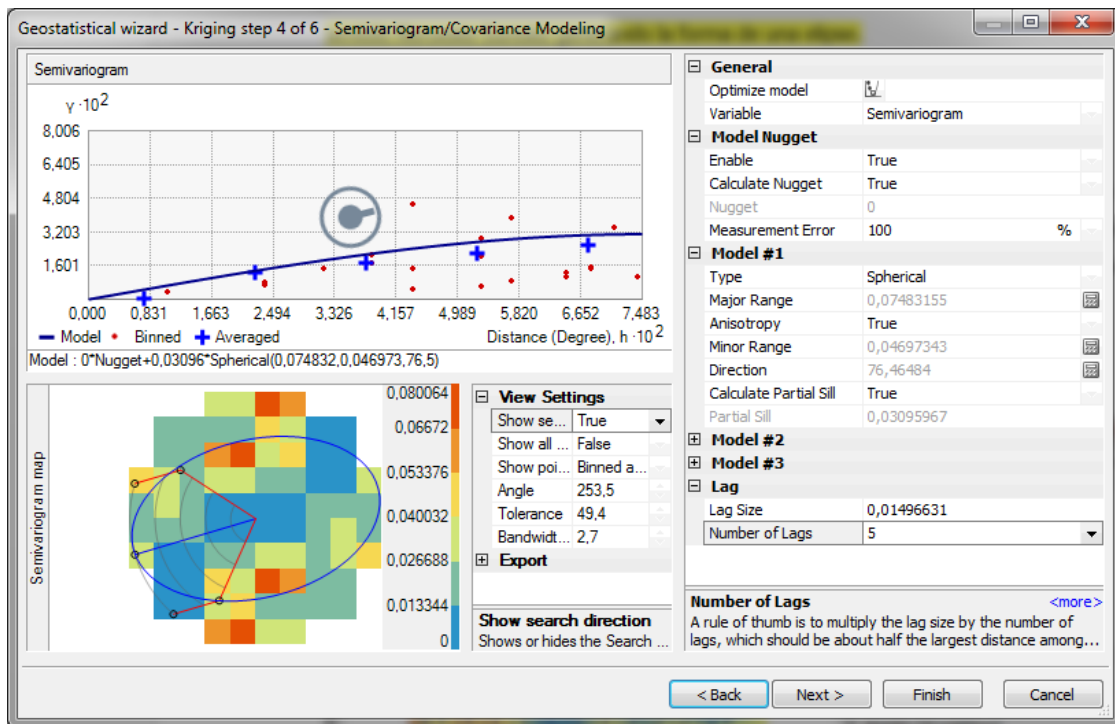 Geostatistical wizard - Kriging step 4 of 6 - Semivariogram/Covariance Modeling
la forma de una elipse
Semivariogram
γ ·10²
8,006
6,405
4,804
3,203
1,601
0,000 0,831 1,663 2,494 3,326 4,157 4,989 5,820 6,652 7,483
Model Binned Averaged Distance (Degree), h ·10²
Model : 0*Nugget+0,03096*Spherical(0,074832,0,046973,76,5)
Semivariogram map
0,080064
0,06672
0,053376
0,040032
0,026688
0,013344
0
View Settings
Show se... True
Show all ... False
Show poi... Binned a...
Angle 253,5
Tolerance 49,4
Bandwidt... 2,7
Export
Show search direction
Shows or hides the Search ...
General
Optimize model
Variable Semivariogram
Model Nugget
Enable True
Calculate Nugget True
Nugget 0
Measurement Error 100 %
Model #1
Type Spherical
Major Range 0,07483155
Anisotropy True
Minor Range 0,04697343
Direction 76,46484
Calculate Partial Sill True
Partial Sill 0,03095967
Model #2
Model #3
Lag
Lag Size 0,01496631
Number of Lags 5
Number of Lags <more>
A rule of thumb is to multiply the lag size by the number of
lags, which should be about half the largest distance among...
< Back Next > Finish Cancel